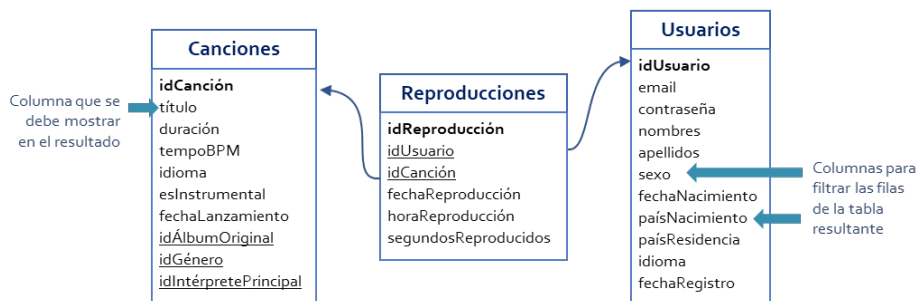 Columna que se
debe mostrar
en el resultado
Canciones
idCanción
título
duración
tempoBPM
idioma
esInstrumental
fechaLanzamiento
idÁlbumOriginal
idGénero
idIntérpretePrincipal
Reproducciones
idReproducción
idUsuario
idCanción
fechaReproducción
horaReproducción
segundosReproducidos
Usuarios
idUsuario
email
contraseña
nombres
apellidos
sexo
fechaNacimiento
paísNacimiento
paísResidencia
idioma
fechaRegistro
Columnas para
filtrar las filas
de la tabla
resultante